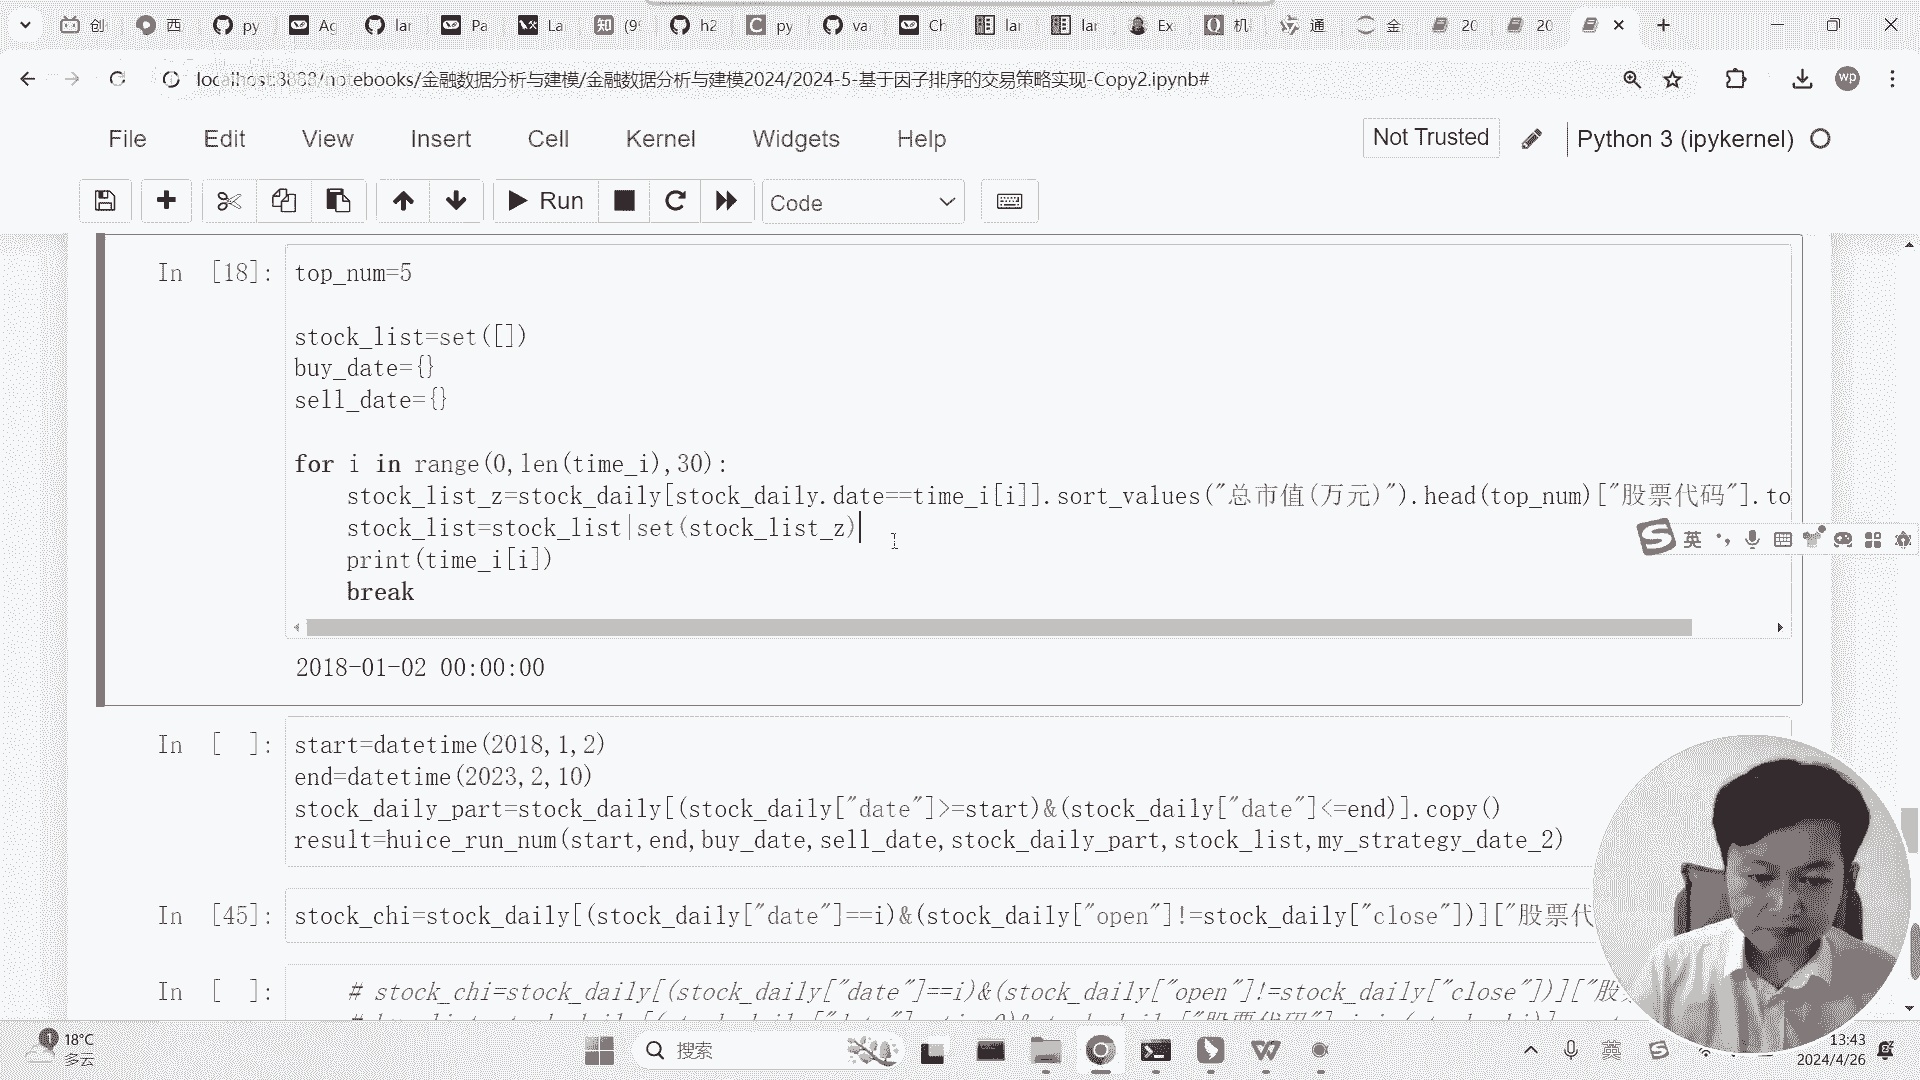 创
西
py
Ag
lar
Pa
La
(9
h2
py
va
Ch
lar
lar
Ex
机
通
金
20
20
localhost:8888/notebooks/金融数据分析与建模/金融数据分析与建模2024/2024-5-基于因子排序的交易策略实现-Copy2.ipynb#
wp
File Edit View Insert Cell Kernel Widgets Help
Not Trusted
Python 3 (ipykernel)
Run
Code
In [18]:
top_num=5
stock_list=set([])
buy_date={}
sell_date={}
for i in range(0,len(time_i),30):
stock_list_z=stock_daily[stock_daily.date==time_i[i]].sort_values("总市值(万元)").head(top_num)["股票代码"].to
stock_list=stock_list|set(stock_list_z)
print(time_i[i])
break
2018-01-02 00:00:00
英
In [ ]:
start=datetime(2018,1,2)
end=datetime(2023,2,10)
stock_daily_part=stock_daily[(stock_daily["date"]>=start)&(stock_daily["date"]<=end)].copy()
result=huice_run_num(start,end,buy_date,sell_date,stock_daily_part,stock_list,my_strategy_date_2)
In [45]:
stock_chi=stock_daily[(stock_daily["date"]==i)&(stock_daily["open"]!=stock_daily["close"])]["股票代
In [ ]:
# stock_chi=stock_daily[(stock_daily["date"]==i)&(stock_daily["open"]!=stock_daily["close"])]["股
18°C
多云
搜索
英
13:43
2024/4/26